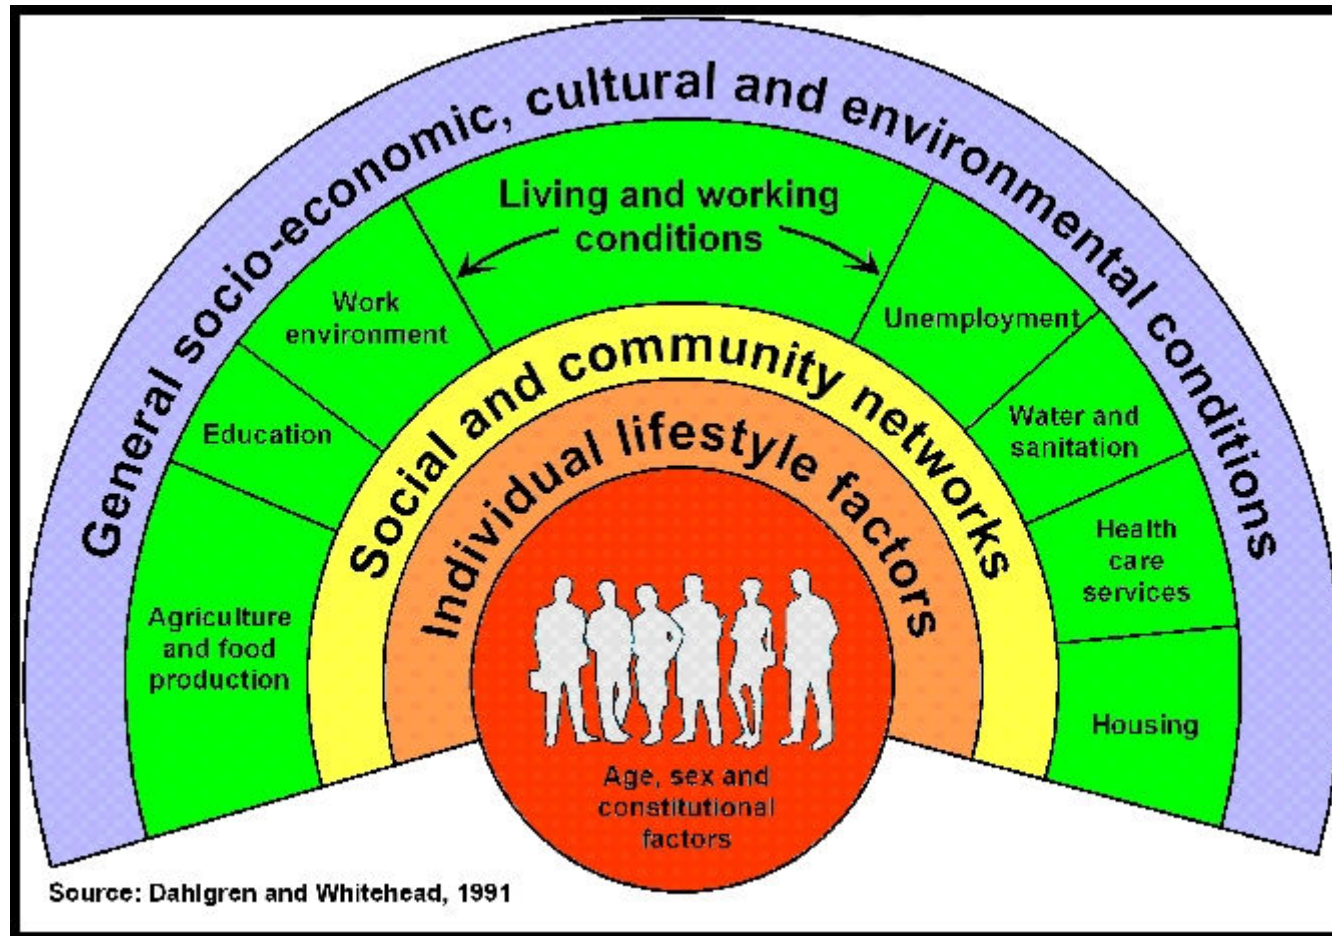 General socio-economic, cultural and environmental conditions
Living and working
conditions
Work
environment
Unemployment
Education
Water and
sanitation
Agriculture
and food
production
Health
care
services
Housing
Social and community networks
Individual lifestyle factors
Age, sex and
constitutional
factors
Source: Dahlgren and Whitehead, 1991